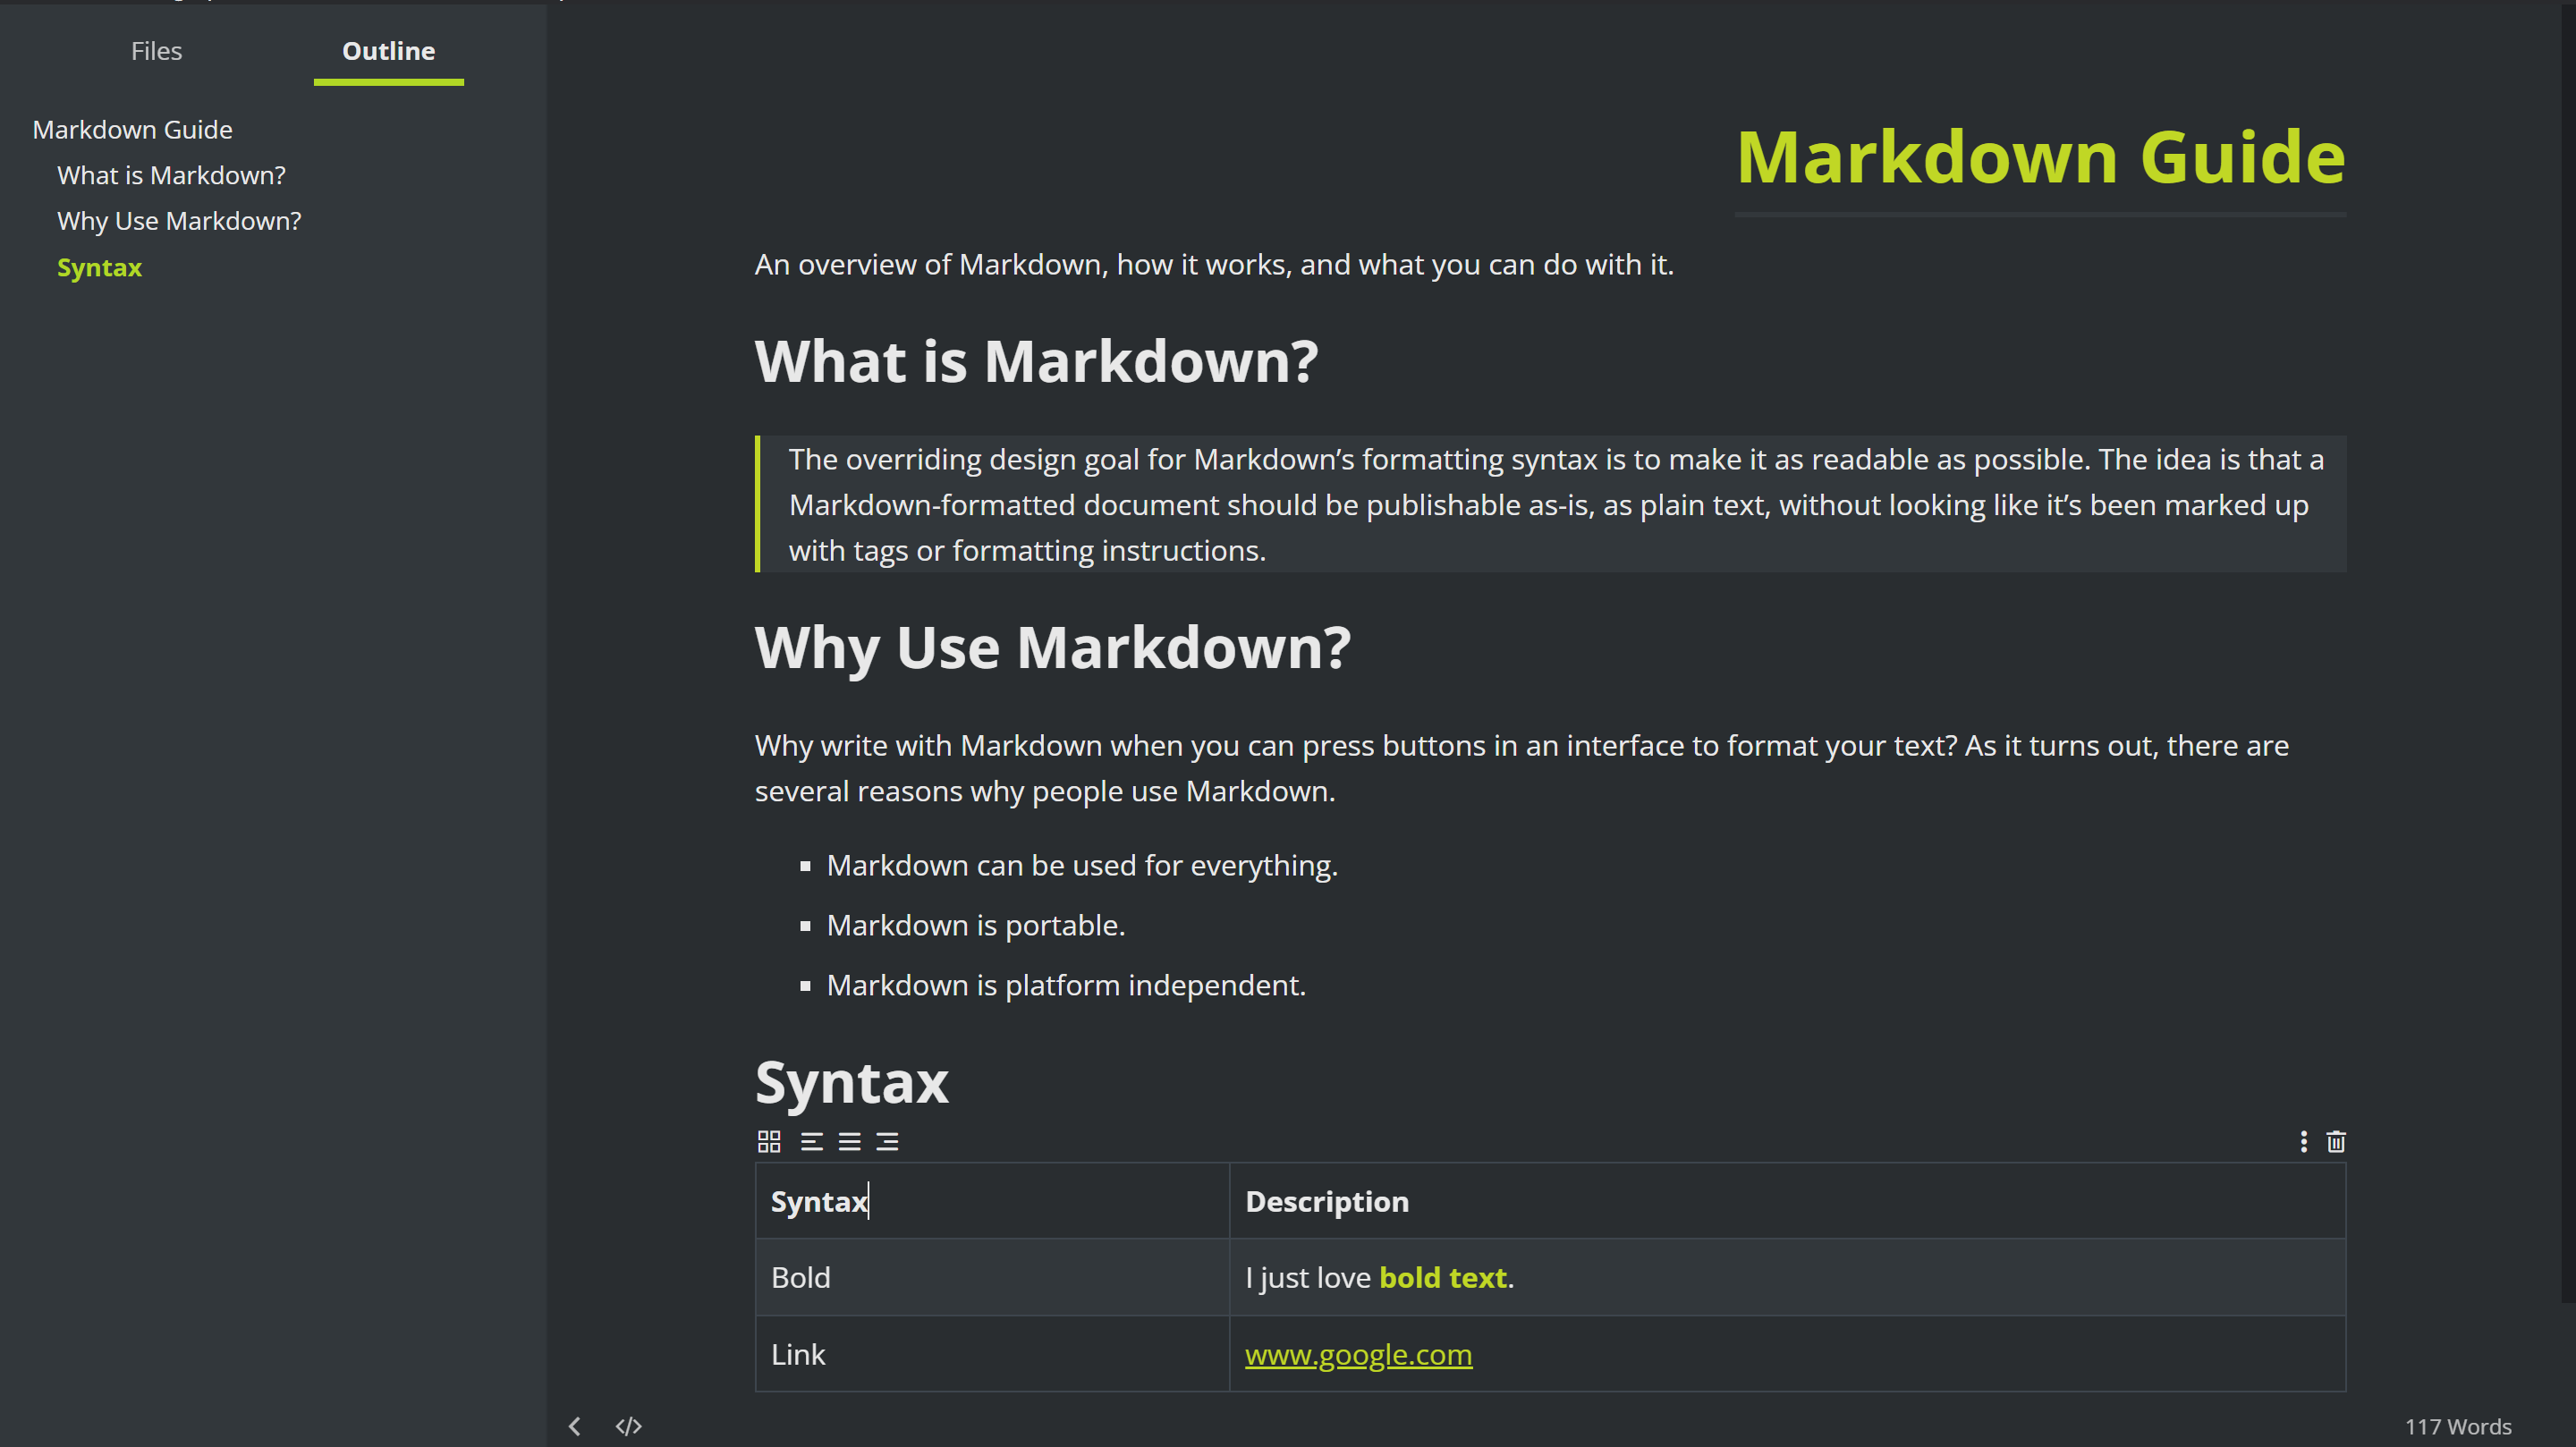 Files
Outline
Markdown Guide
What is Markdown?
Why Use Markdown?
Syntax
Markdown Guide
An overview of Markdown, how it works, and what you can do with it.
What is Markdown?
The overriding design goal for Markdown’s formatting syntax is to make it as readable as possible. The idea is that a
Markdown-formatted document should be publishable as-is, as plain text, without looking like it’s been marked up
with tags or formatting instructions.
Why Use Markdown?
Why write with Markdown when you can press buttons in an interface to format your text? As it turns out, there are
several reasons why people use Markdown.
Markdown can be used for everything.
Markdown is portable.
Markdown is platform independent.
Syntax
Syntax
Description
Bold
I just love bold text.
Link
www.google.com
117 Words